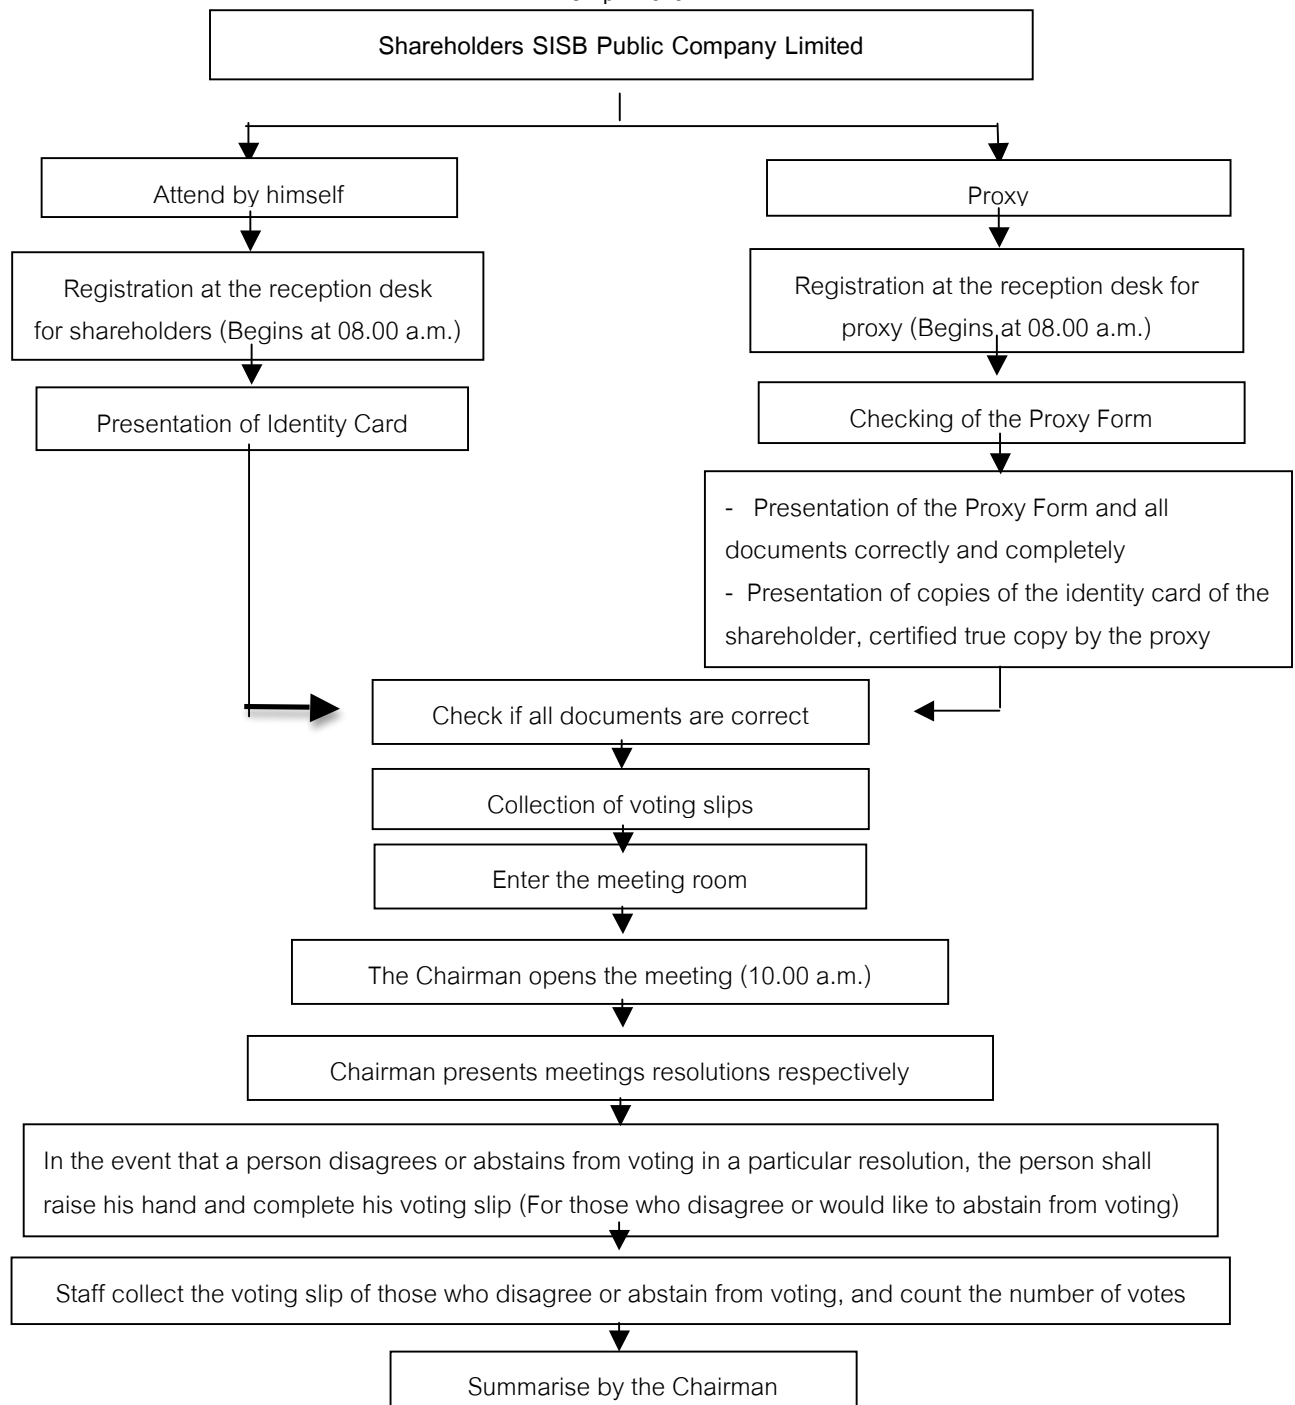 Shareholders SISB Public Company Limited
Attend by himself
Proxy
Registration at the reception desk
for shareholders (Begins at 08.00 a.m.)
Registration at the reception desk for
proxy (Begins at 08.00 a.m.)
Presentation of Identity Card
Checking of the Proxy Form
- Presentation of the Proxy Form and all
documents correctly and completely
- Presentation of copies of the identity card of the
shareholder, certified true copy by the proxy
Check if all documents are correct
Collection of voting slips
Enter the meeting room
The Chairman opens the meeting (10.00 a.m.)
Chairman presents meetings resolutions respectively
In the event that a person disagrees or abstains from voting in a particular resolution, the person shall
raise his hand and complete his voting slip (For those who disagree or would like to abstain from voting)
Staff collect the voting slip of those who disagree or abstain from voting, and count the number of votes
Summarise by the Chairman